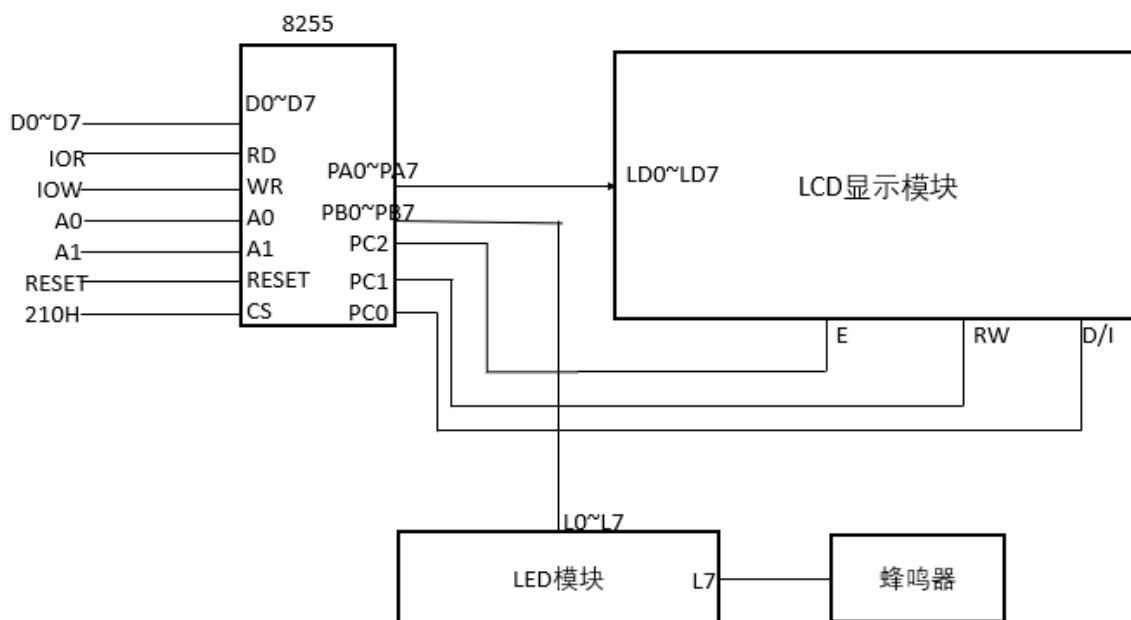 8255
D0~D7
IOR
IOW
A0
A1
RESET
210H
D0~D7
RD
WR
A0
A1
RESET
CS
PA0~PA7
PB0~PB7
PC2
PC1
PC0
LD0~LD7
LCD显示模块
E
RW
D/I
L0~L7
LED模块
L7
蜂鸣器